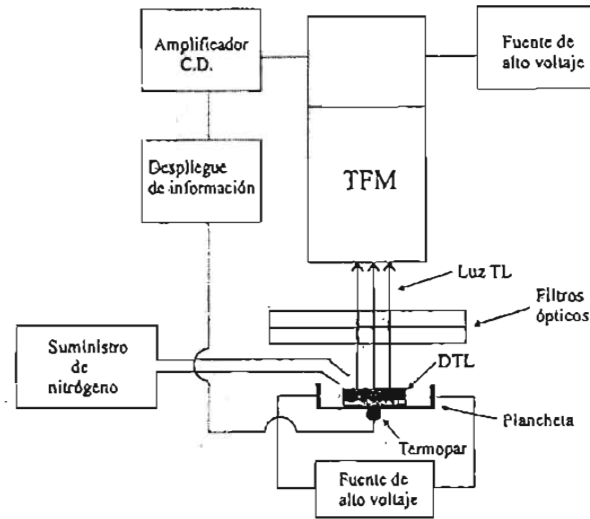 Amplificador
C.D.
Fuente de
alto voltaje
Despliegue
de información
TFM
Luz TL
Filtros
ópticos
Suministro
de
nitrógeno
DTL
Plancheta
Termopar
Fuente de
alto voltaje